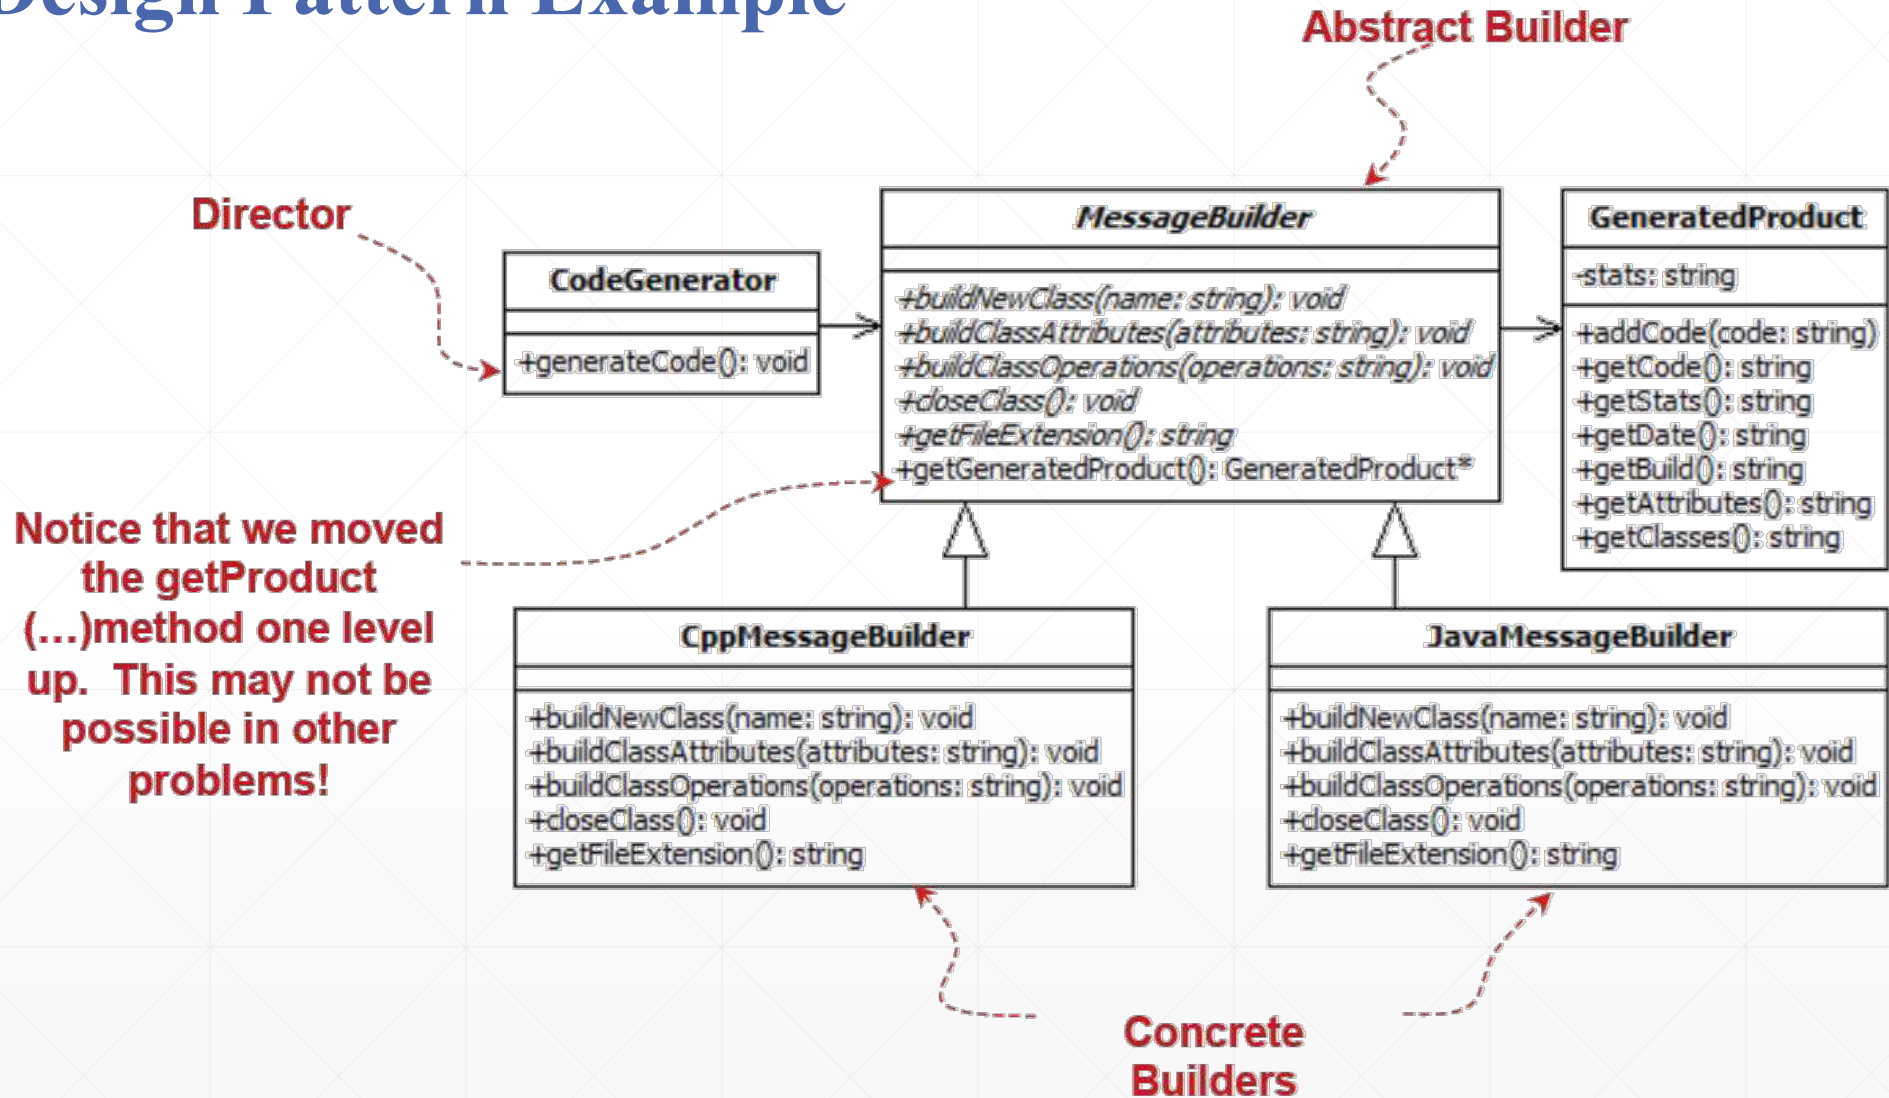 Design Pattern Example
Abstract Builder
Director
CodeGenerator
+generateCode(): void
MessageBuilder
+buildNewClass(name: string): void
+buildClassAttributes(attributes: string): void
+buildClassOperations(operations: string): void
+closeClass(): void
+getFileExtension(): string
+getGeneratedProduct(): GeneratedProduct*
GeneratedProduct
-stats: string
+addCode(code: string)
+getCode(): string
+getStats(): string
+getDate(): string
+getBuild(): string
+getAttributes(): string
+getClasses(): string
Notice that we moved
the getProduct
(...)method one level
up. This may not be
possible in other
problems!
CppMessageBuilder
+buildNewClass(name: string): void
+buildClassAttributes(attributes: string): void
+buildClassOperations(operations: string): void
+closeClass(): void
+getFileExtension(): string
JavaMessageBuilder
+buildNewClass(name: string): void
+buildClassAttributes(attributes: string): void
+buildClassOperations(operations: string): void
+closeClass(): void
+getFileExtension(): string
Concrete
Builders